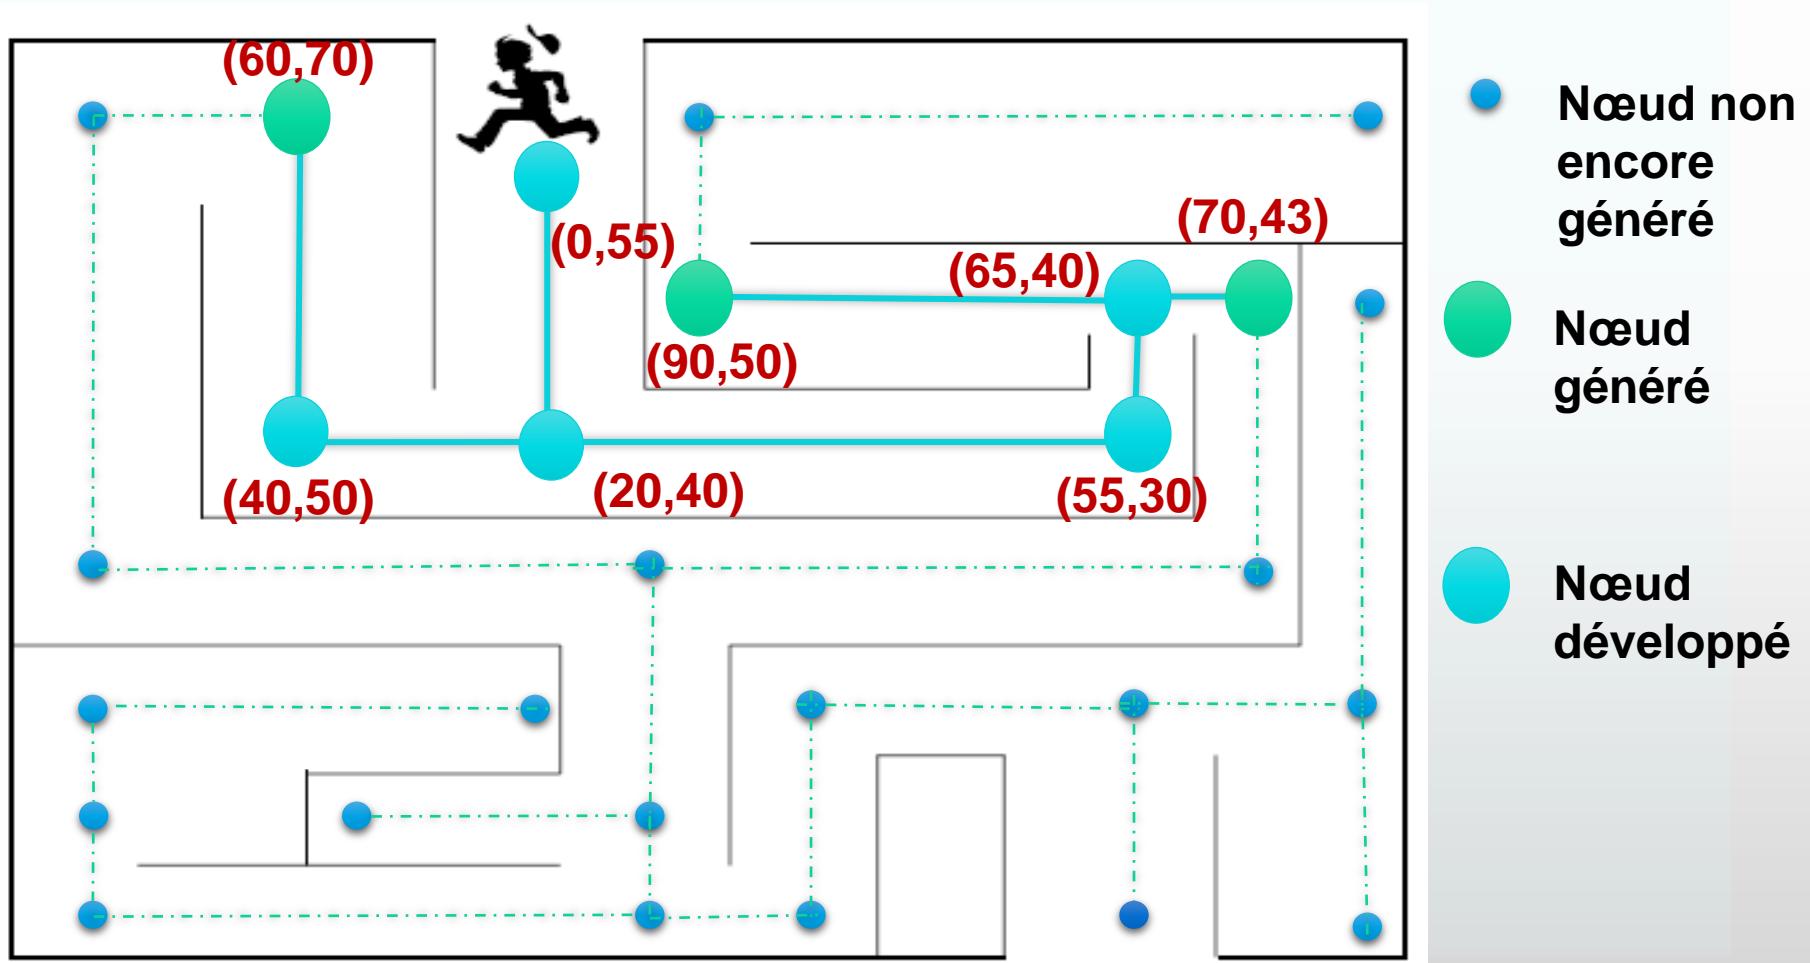 (60,70)
(0,55)
(70,43)
(65,40)
(90,50)
(40,50)
(20,40)
(55,30)
Nœud non
encore
généré
Nœud
généré
Nœud
développé